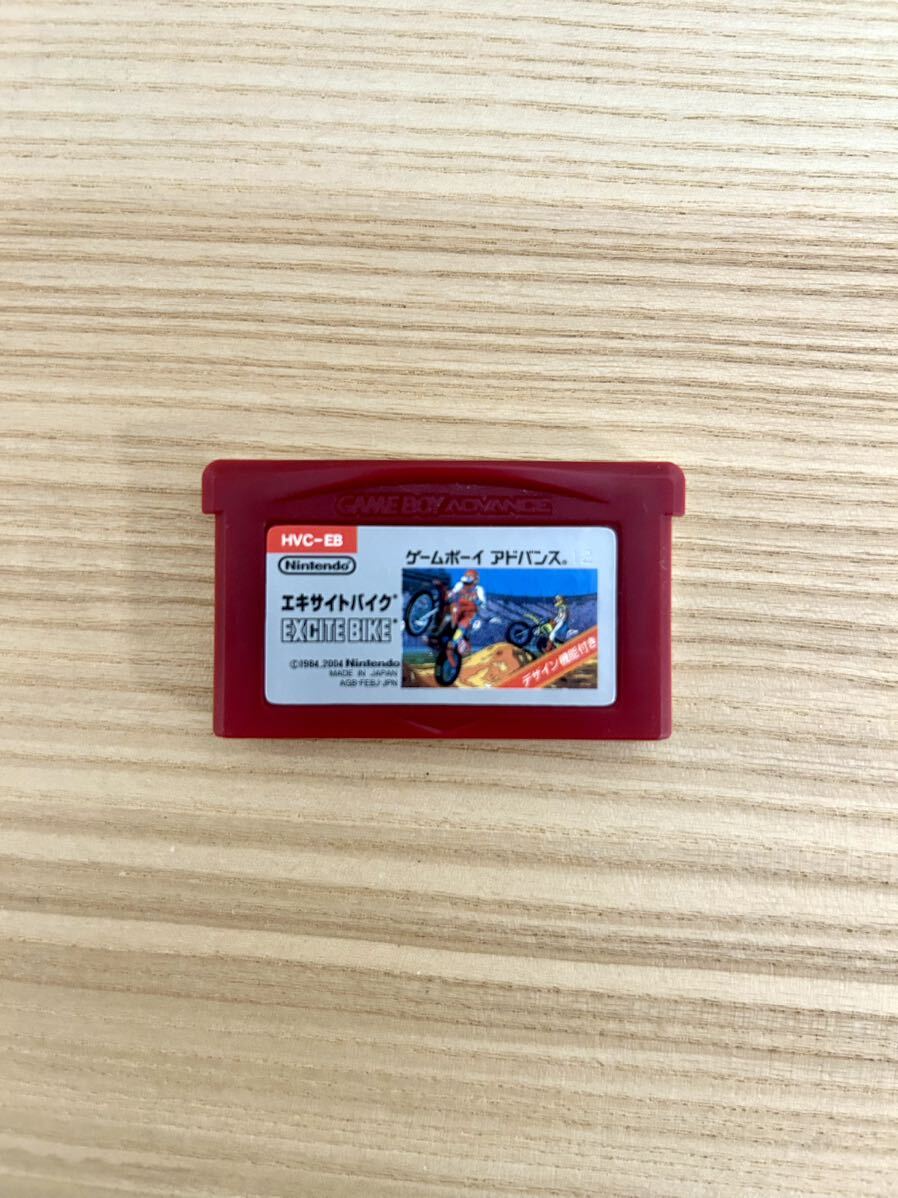 GAME BOY ADVANCE
HVC-EB
Nintendo
ゲームボーイ アドバンス®
エキサイトバイク®
EXCITE BIKE®
デザイン機能付き
©1984,2004 Nintendo
MADE IN JAPAN
AGB-FEBJ-JPN